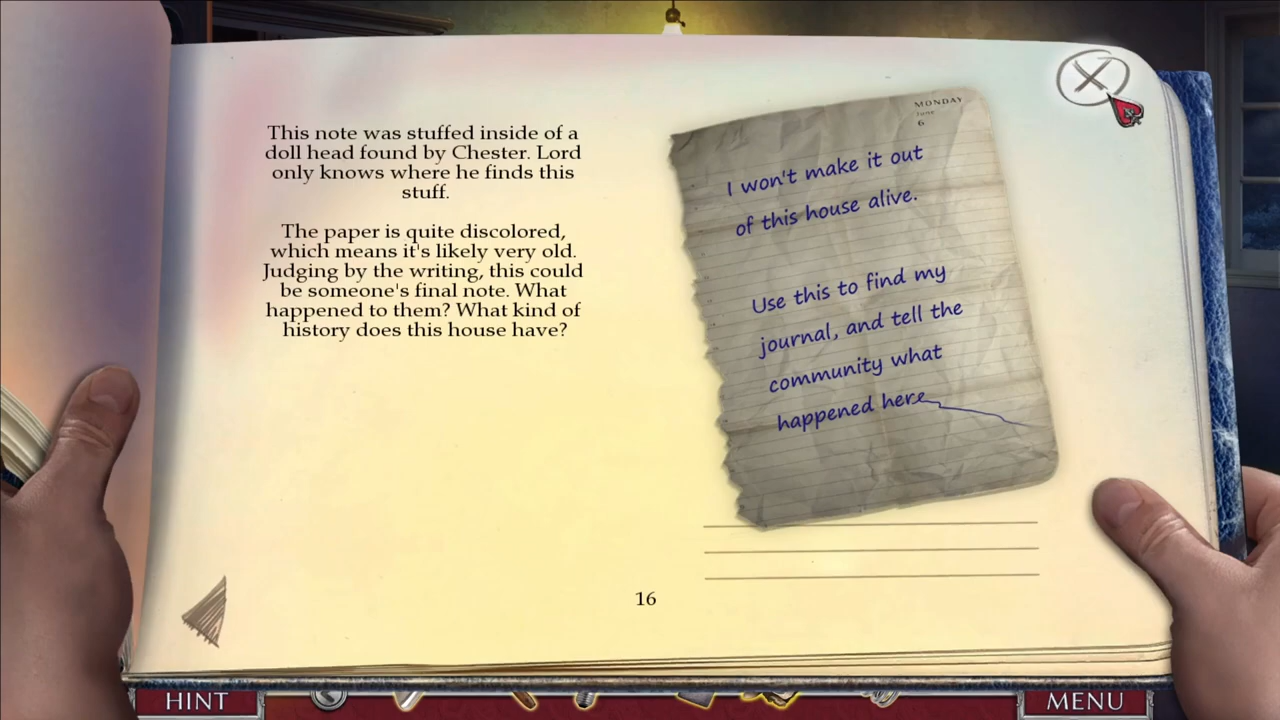 This note was stuffed inside of a
doll head found by Chester. Lord
only knows where he finds this
stuff.
The paper is quite discolored,
which means it's likely very old.
Judging by the writing, this could
be someone's final note. What
happened to them? What kind of
history does this house have?
MONDAY
June
6
I won't make it out
of this house alive.
Use this to find my
journal, and tell the
community what
happened here
16
HINT
MENU